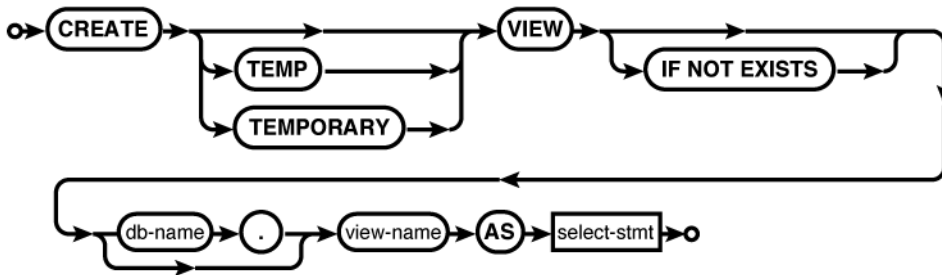 CREATE VIEW
TEMP IF NOT EXISTS
TEMPORARY
db-name . view-name AS select-stmt